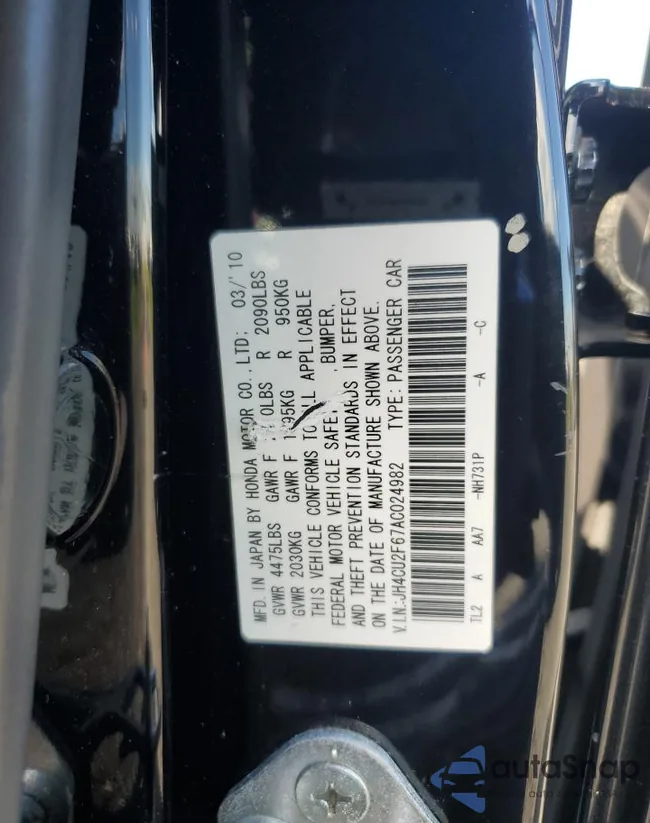 MFD. IN JAPAN BY HONDA MOTOR CO., LTD: 03/'10
GVWR 4475LBS GAWR F 0LBS R 2090LBS
GVWR 2030KG GAWR F 95KG R 950KG
THIS VEHICLE CONFORMS TO ALL APPLICABLE
FEDERAL MOTOR VEHICLE , BUMPER,
AND THEFT PREVENTION STANDARDS IN EFFECT
ON THE DATE OF MANUFACTURE SHOWN ABOVE.
V.I.N.:JH4CU2F67AC024982 TYPE: PASSENGER CAR
TL2 A AA7 -NH731P -A -C
autoSnap